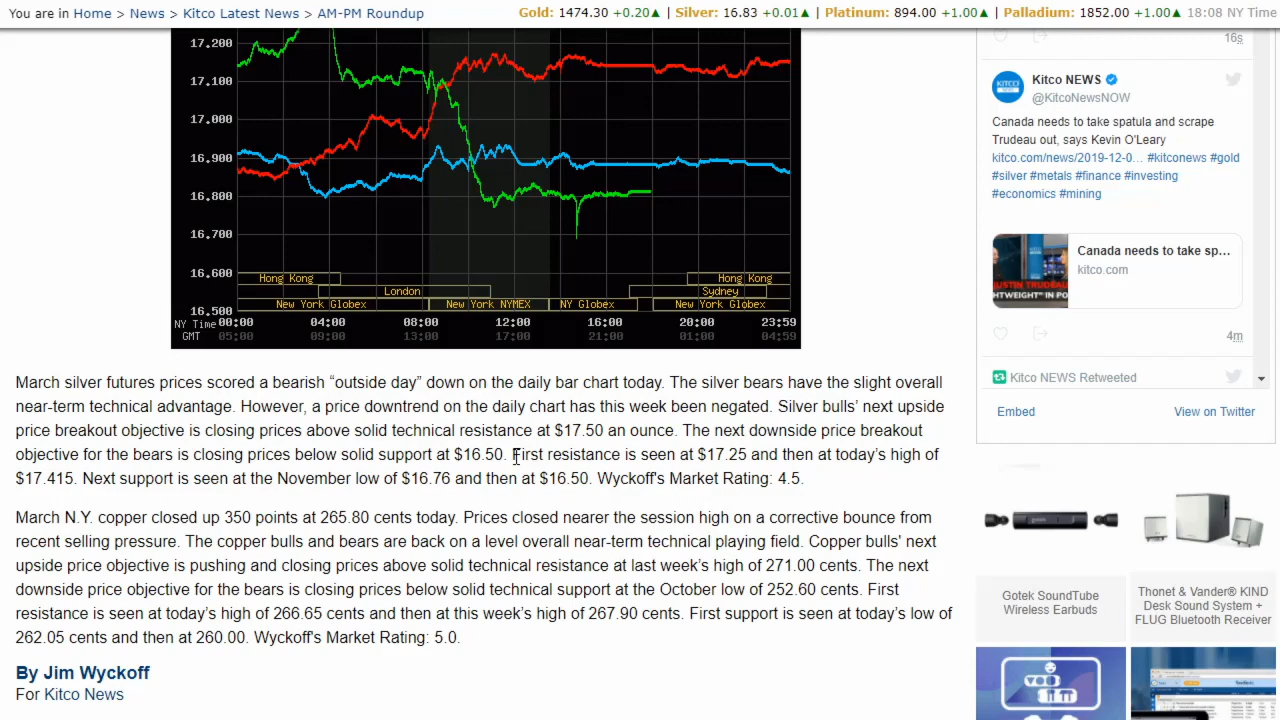 You are in Home > News > Kitco Latest News > AM-PM Roundup
Gold: 1474.30 +0.20▲ | Silver: 16.83 +0.01▲ | Platinum: 894.00 +1.00▲ | Palladium: 1852.00 +1.00▲ 18:08 NY Time
17,200
17,100
17,000
16,900
16,800
16,700
16,600
16,500
Hong Kong
Hong Kong
London
Sydney
New York Globex
New York NYMEX
NY Globex
New York Globex
NY Time 00:00 04:00 08:00 12:00 16:00 20:00 23:59
GMT 05:00 09:00 13:00 17:00 21:00 01:00 04:59
March silver futures prices scored a bearish “outside day” down on the daily bar chart today. The silver bears have the slight overall
near-term technical advantage. However, a price downtrend on the daily chart has this week been negated. Silver bulls’ next upside
price breakout objective is closing prices above solid technical resistance at $17.50 an ounce. The next downside price breakout
objective for the bears is closing prices below solid support at $16.50. First resistance is seen at $17.25 and then at today’s high of
$17.415. Next support is seen at the November low of $16.76 and then at $16.50. Wyckoff's Market Rating: 4.5.
March N.Y. copper closed up 350 points at 265.80 cents today. Prices closed nearer the session high on a corrective bounce from
recent selling pressure. The copper bulls and bears are back on a level overall near-term technical playing field. Copper bulls' next
upside price objective is pushing and closing prices above solid technical resistance at last week’s high of 271.00 cents. The next
downside price objective for the bears is closing prices below solid technical support at the October low of 252.60 cents. First
resistance is seen at today’s high of 266.65 cents and then at this week’s high of 267.90 cents. First support is seen at today’s low of
262.05 cents and then at 260.00. Wyckoff's Market Rating: 5.0.
By Jim Wyckoff
For Kitco News
16s
KITCO
NEWS
Kitco NEWS
@KitcoNewsNOW
Canada needs to take spatula and scrape
Trudeau out, says Kevin O'Leary
kitco.com/news/2019-12-0… #kitconews #gold
#silver #metals #finance #investing
#economics #mining
JUSTIN TRUDEAU
HTWEIGHT" IN PO
Canada needs to take sp…
kitco.com
4m
Kitco NEWS Retweeted
Embed
View on Twitter
Gotek SoundTube
Wireless Earbuds
Thonet & Vander® KIND
Desk Sound System +
FLUG Bluetooth Receiver